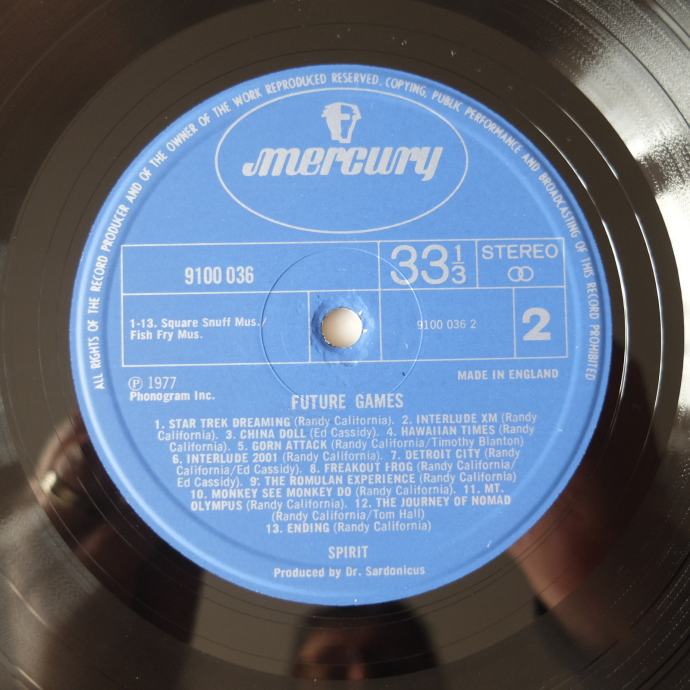 ALL RIGHTS OF THE RECORD PRODUCER AND OF THE OWNER OF THE WORK REPRODUCED RESERVED. COPYING, PUBLIC PERFORMANCE AND BROADCASTING OF THIS RECORD PROHIBITED
mercury
9100 036
33 1/3
STEREO
1-13. Square Snuff Mus./
Fish Fry Mus.
9100 036 2
2
Ⓟ 1977
Phonogram Inc.
MADE IN ENGLAND
FUTURE GAMES
1. STAR TREK DREAMING (Randy California). 2. INTERLUDE XM (Randy
California). 3. CHINA DOLL (Ed Cassidy). 4. HAWAIIAN TIMES (Randy
California). 5. GORN ATTACK (Randy California/Timothy Blanton)
6. INTERLUDE 2001 (Randy California). 7. DETROIT CITY (Randy
California/Ed Cassidy). 8. FREAKOUT FROG (Randy California/
Ed Cassidy) 9: THE ROMULAN EXPERIENCE (Randy California).
10. MONKEY SEE MONKEY DO (Randy California). 11. MT.
OLYMPUS (Randy California). 12. THE JOURNEY OF NOMAD
(Randy California/Tom Hall)
13. ENDING (Randy California)
SPIRIT
Produced by Dr. Sardonicus